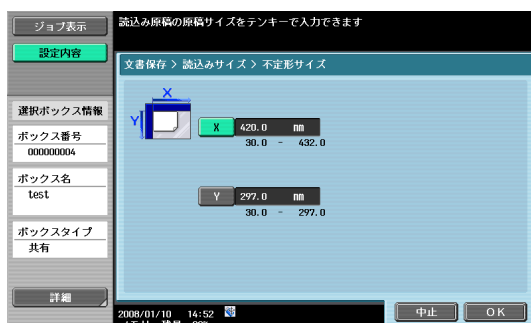 ジョブ表示
設定内容
選択ボックス情報
ボックス番号
000000004
ボックス名
test
ボックスタイプ
共有
詳細
読込み原稿の原稿サイズをテンキーで入力できます
文書保存 > 読込みサイズ > 不定形サイズ
X
Y
X 420.0 mm
30.0 - 432.0
Y 297.0 mm
30.0 - 297.0
2008/01/10 14:52
中止 OK